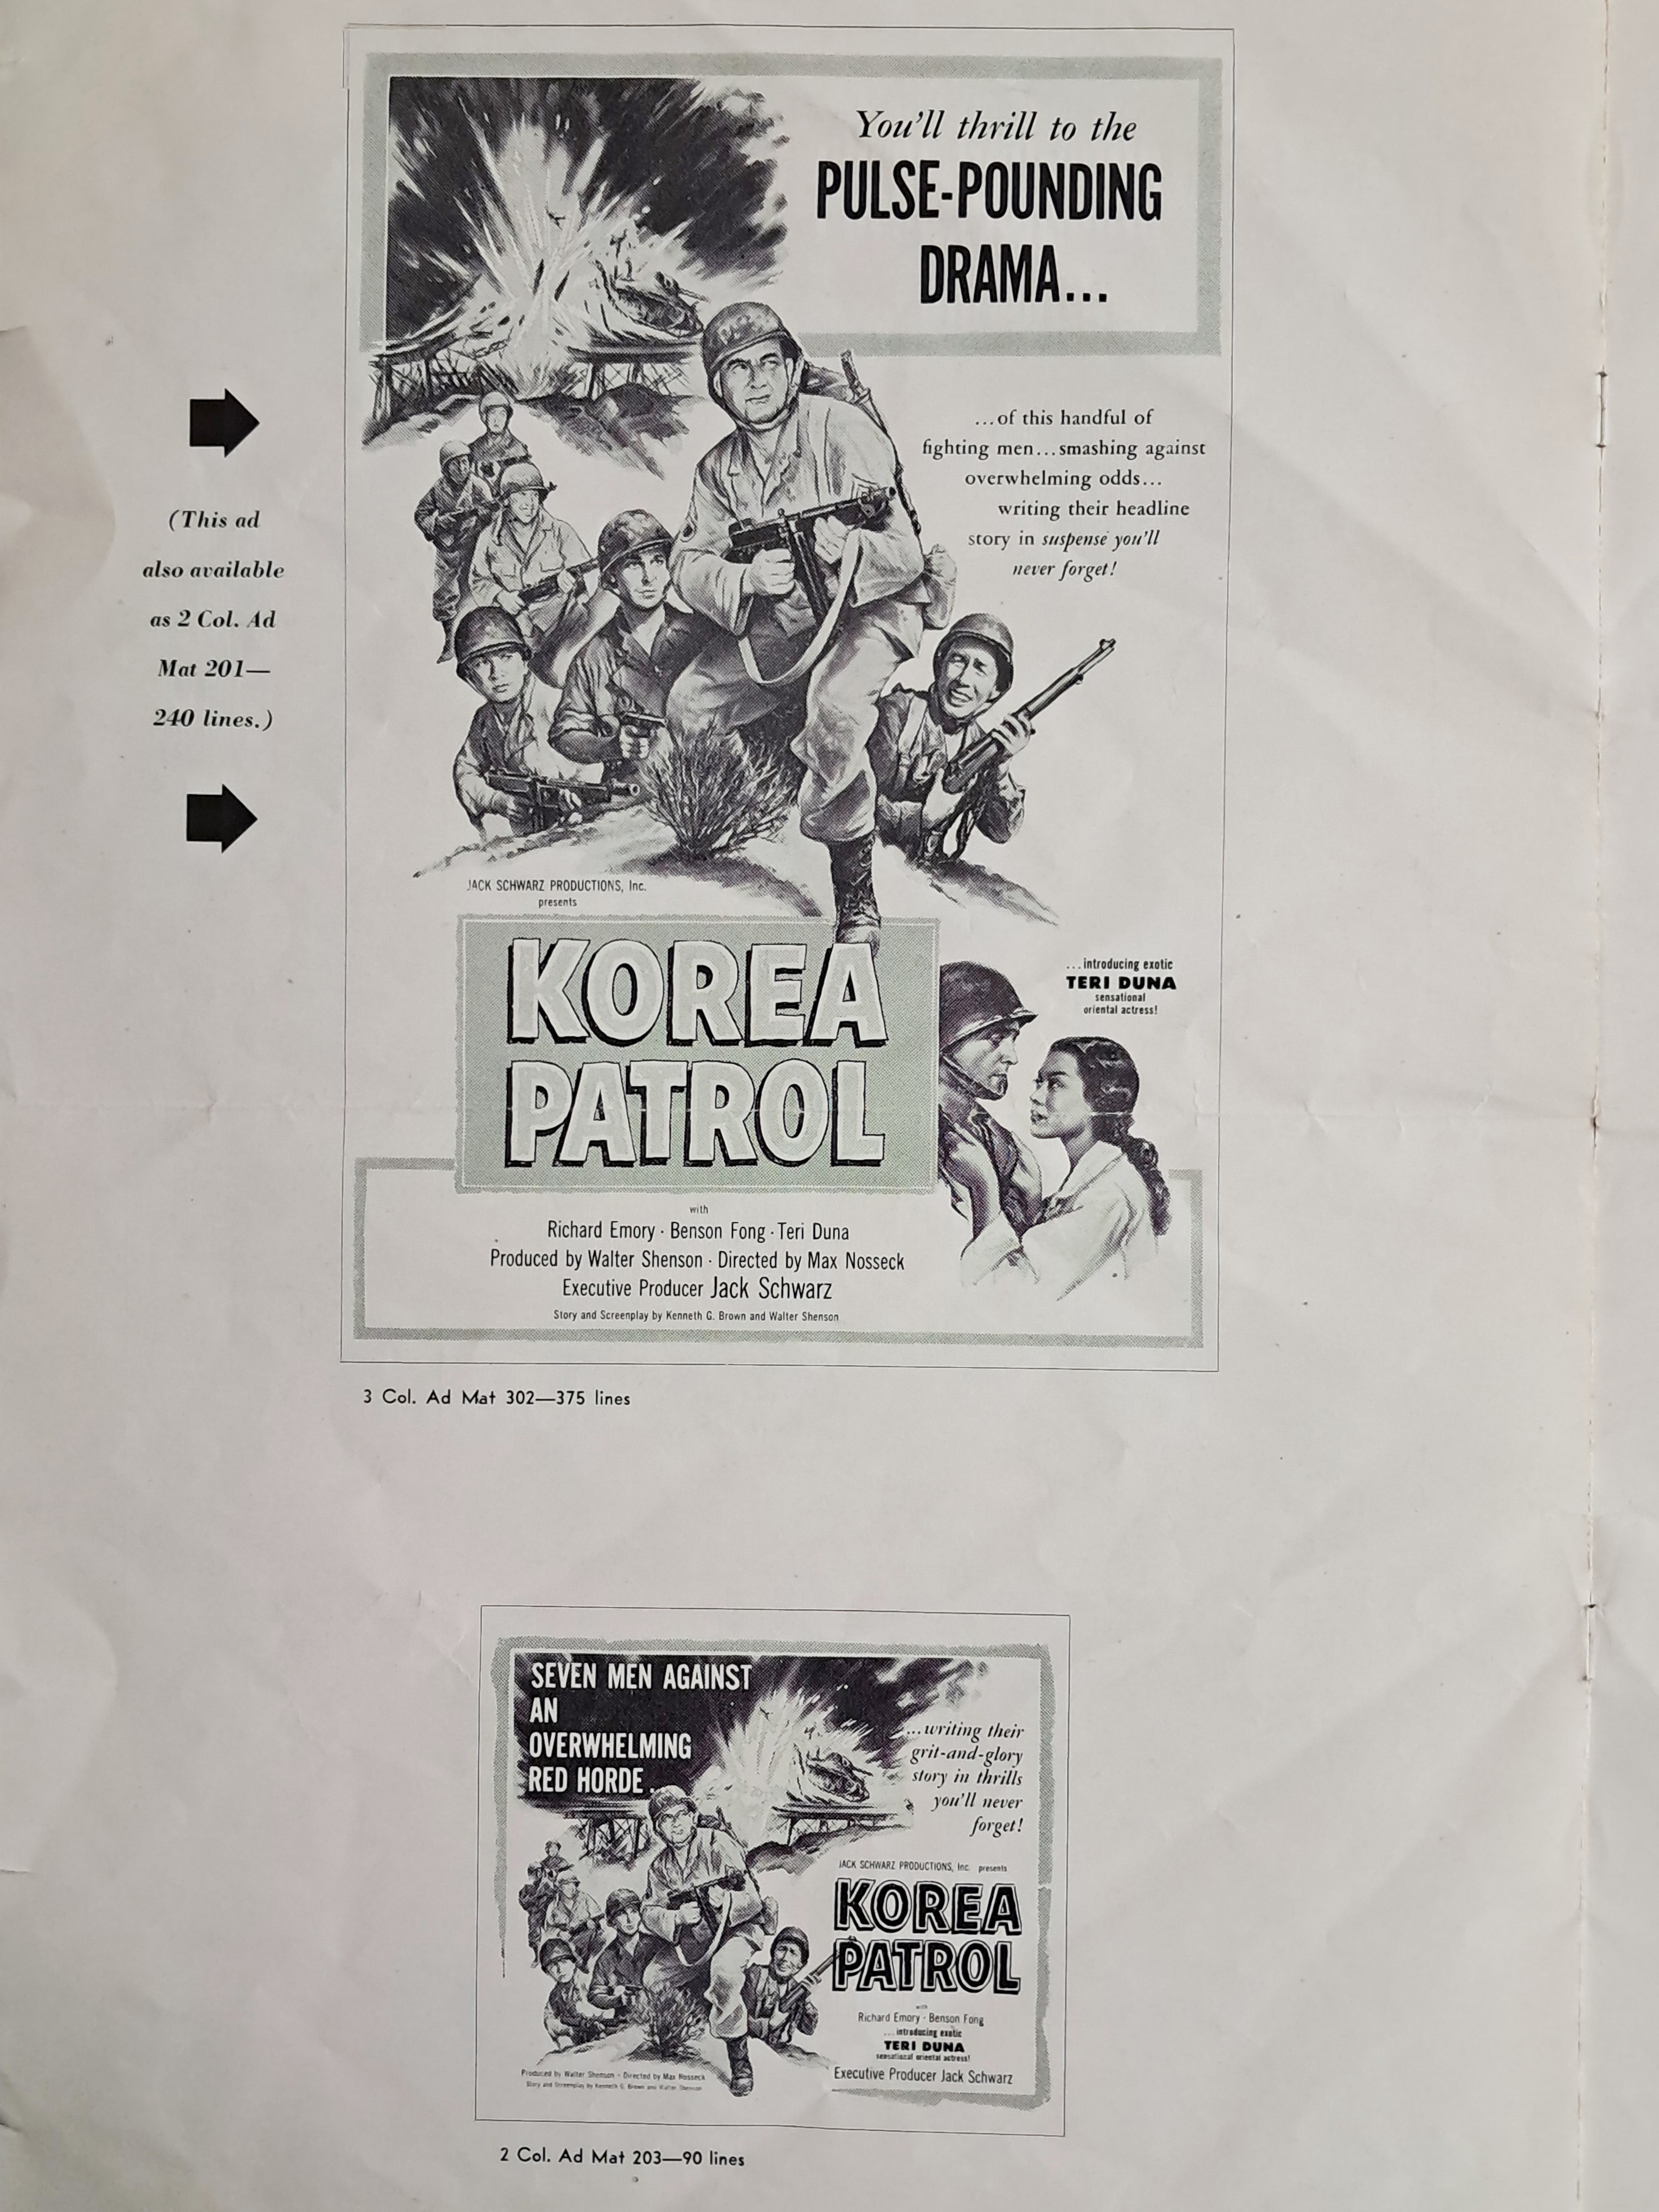 You'll thrill to the
PULSE-POUNDING
DRAMA...
...of this handful of
fighting men...smashing against
overwhelming odds...
writing their headline
story in suspense you'll
never forget!
(This ad
also available
as 2 Col. Ad
Mat 201—
240 lines.)
JACK SCHWARZ PRODUCTIONS, Inc.
presents
KOREA
PATROL
...introducing exotic
TERI DUNA
sensational
oriental actress!
with
Richard Emory · Benson Fong · Teri Duna
Produced by Walter Shenson · Directed by Max Nosseck
Executive Producer Jack Schwarz
Story and Screenplay by Kenneth G. Brown and Walter Shenson
3 Col. Ad Mat 302—375 lines
SEVEN MEN AGAINST
AN
OVERWHELMING
RED HORDE...
...writing their
grit-and-glory
story in thrills
you'll never
forget!
JACK SCHWARZ PRODUCTIONS, Inc. presents
KOREA
PATROL
with
Richard Emory · Benson Fong
...introducing exotic
TERI DUNA
sensational oriental actress!
Executive Producer Jack Schwarz
Produced by Walter Shenson · Directed by Max Nosseck
Story and Screenplay by Kenneth G. Brown and Walter Shenson
2 Col. Ad Mat 203—90 lines